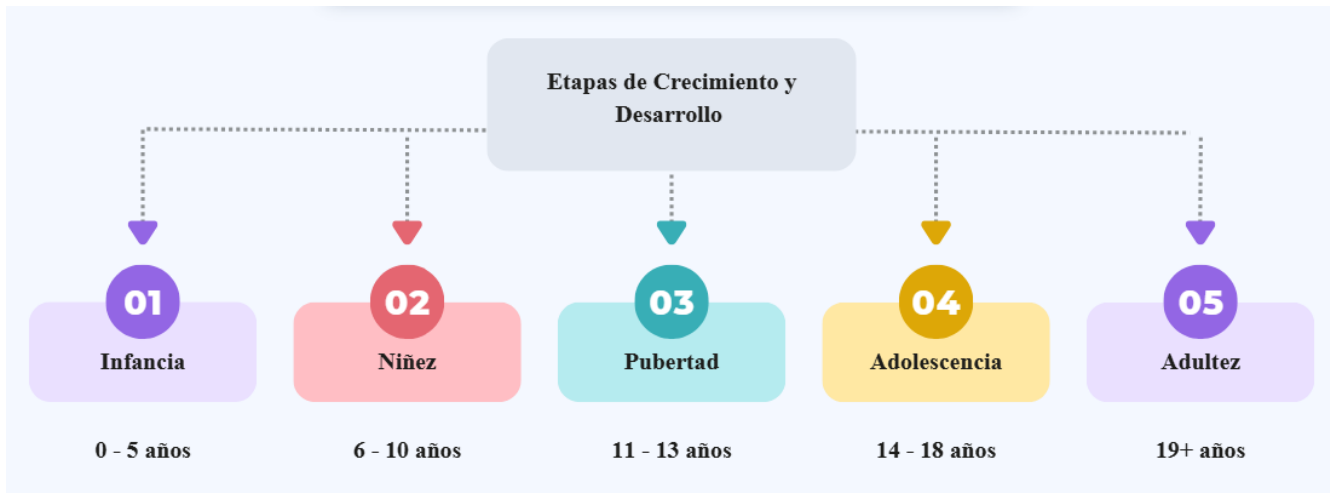 Etapas de Crecimiento y
Desarrollo
01
02
03
04
05
Infancia
Niñez
Pubertad
Adolescencia
Adultez
0 - 5 años
6 - 10 años
11 - 13 años
14 - 18 años
19+ años